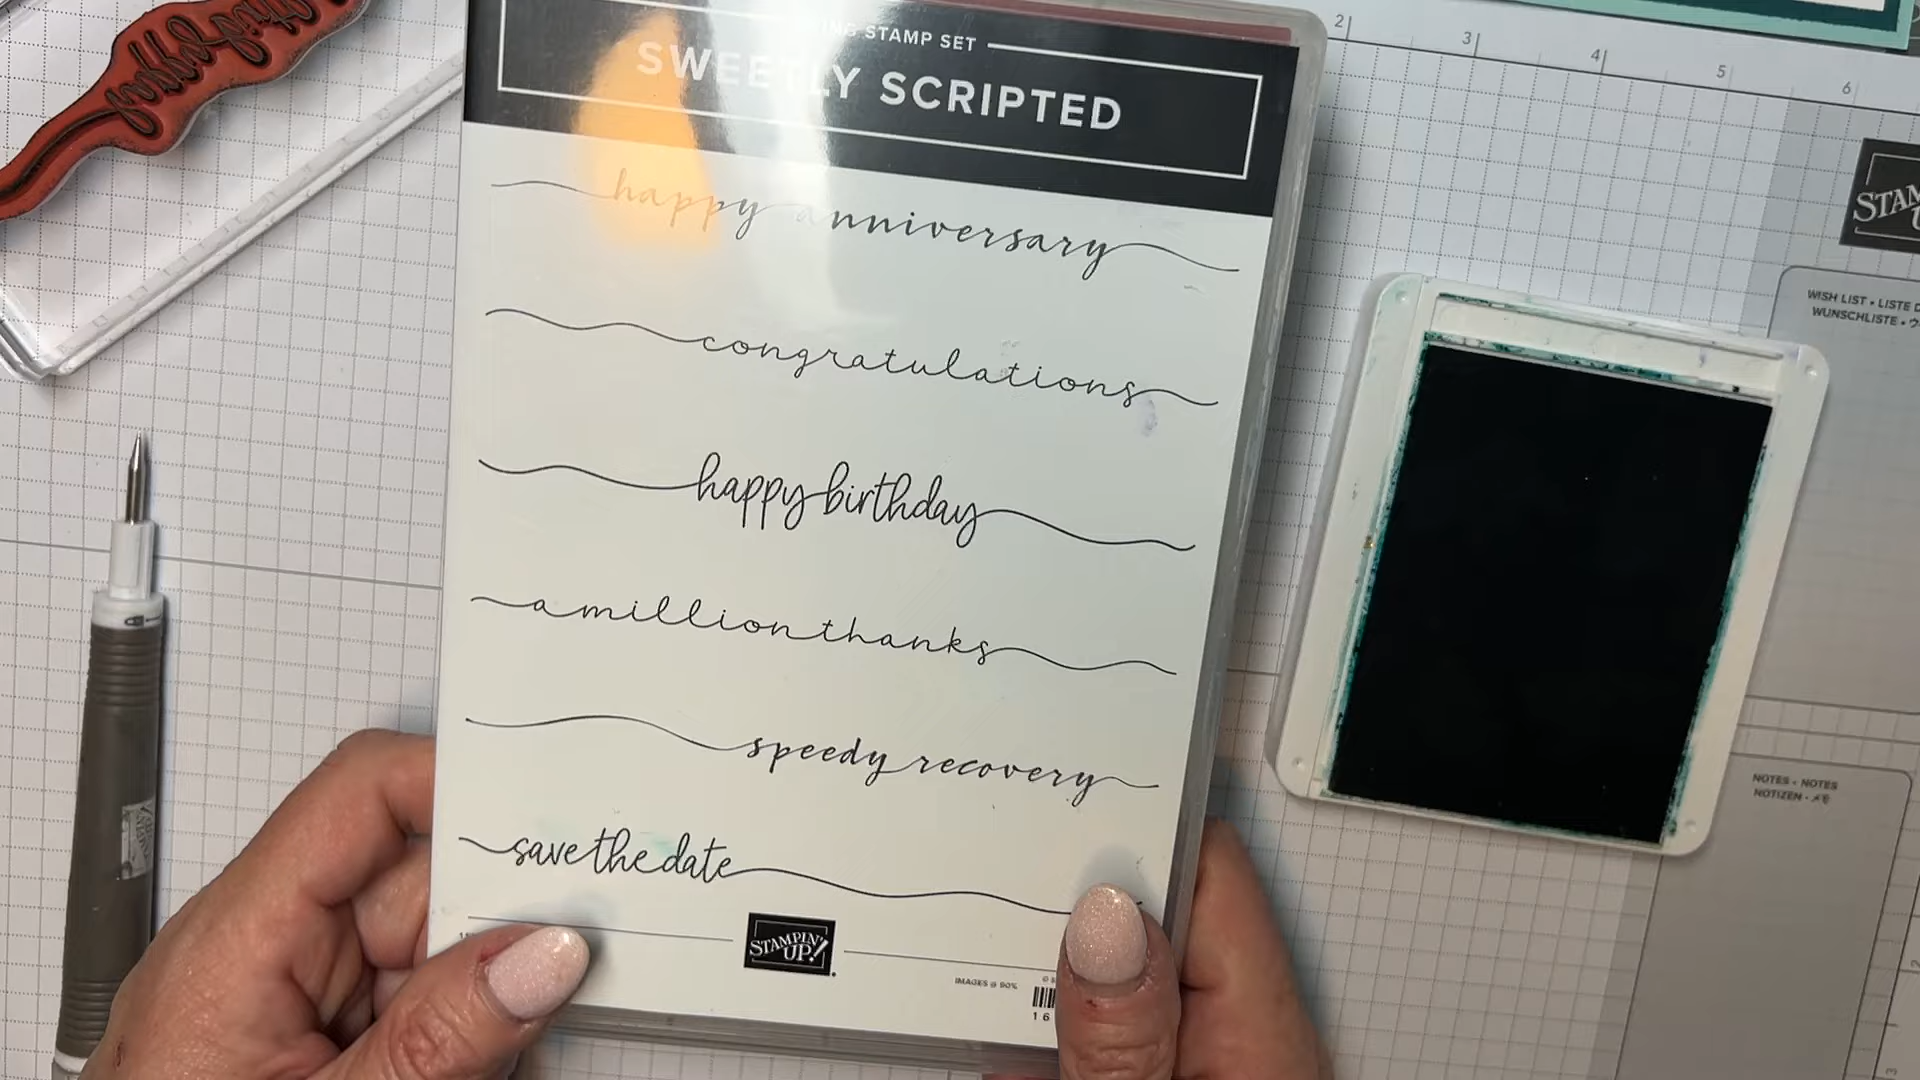 STAMP SET
SWEETLY SCRIPTED
happy anniversary
congratulations
happy birthday
a million thanks
speedy recovery
save the date
STAMPIN' UP!
IMAGES @ 90%
2 3 4 5 6
WISH LIST • LISTE
WUNSCHLISTE •
NOTES • NOTES
NOTIZEN •